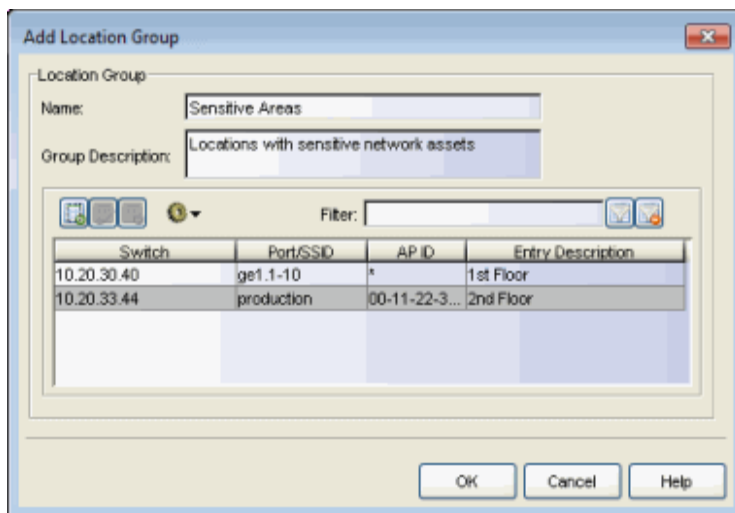 Add Location Group
Location Group
Name: Sensitive Areas
Group Description: Locations with sensitive network assets
Filter:
Switch Port/SSID AP ID Entry Description
10.20.30.40 ge1.1-10 * 1st Floor
10.20.33.44 production 00-11-22-3... 2nd Floor
OK Cancel Help